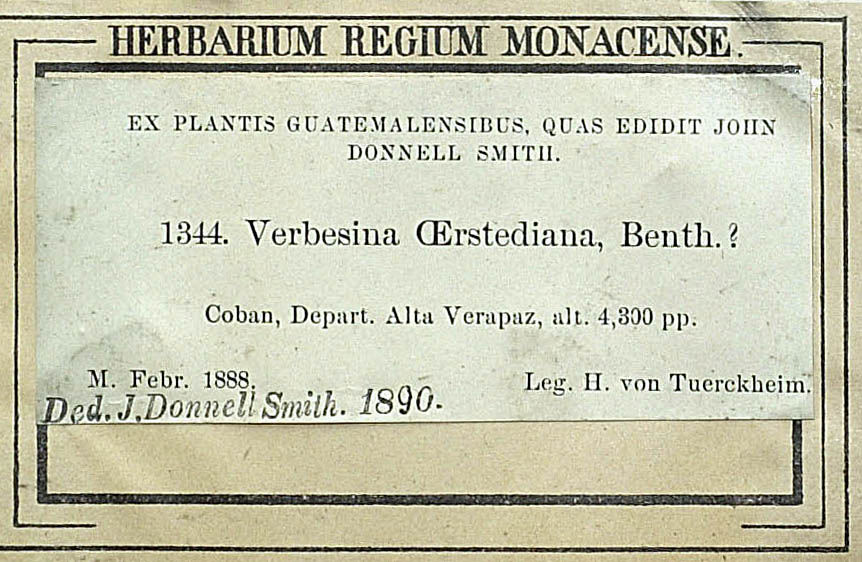 HERBARIUM REGIUM MONACENSE.
EX PLANTIS GUATEMALENSIBUS, QUAS EDIDIT JOHN
DONNELL SMITH.
1344. Verbesina Œrstediana, Benth.?
Coban, Depart. Alta Verapaz, alt. 4,300 pp.
M. Febr. 1888.
Leg. H. von Tuerckheim.
Ded. J. Donnell Smith. 1890.